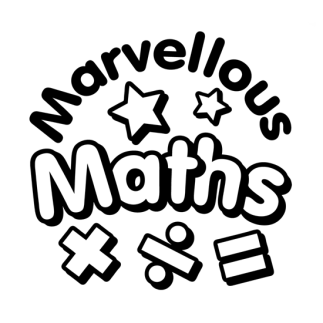 Marvellous
Maths
× ÷ =